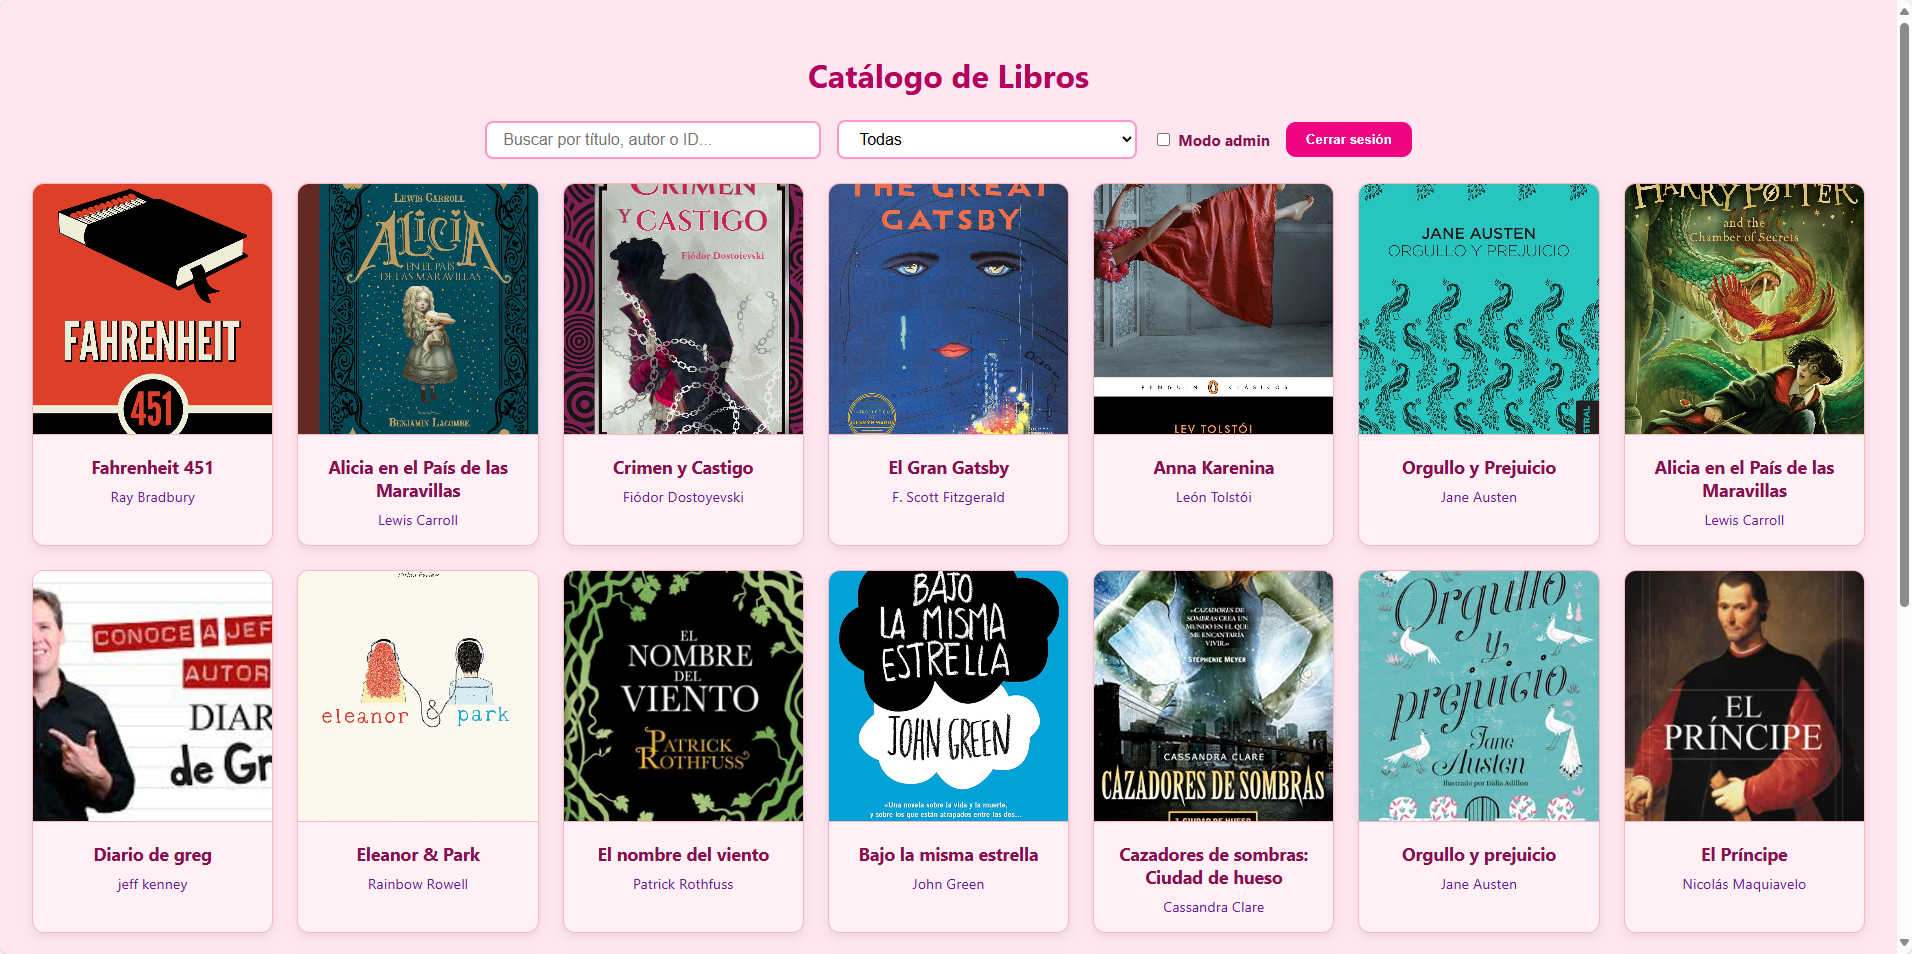 Catálogo de Libros
Buscar por título, autor o ID...
Todas
Modo admin
Cerrar sesión
FAHRENHEIT
451
Fahrenheit 451
Ray Bradbury
LEWIS CARROLL
ALICIA
EN EL PAÍS
DE LAS MARAVILLAS
BENJAMIN LACOMBE
Alicia en el País de las
Maravillas
Lewis Carroll
CRIMEN
Y CASTIGO
Fiódor Dostoievski
Crimen y Castigo
Fiódor Dostoyevski
THE GREAT
GATSBY
El Gran Gatsby
F. Scott Fitzgerald
PENGUIN CLÁSICOS
LEV TOLSTÓI
Anna Karenina
León Tolstói
JANE AUSTEN
ORGULLO Y PREJUICIO
STRAL
Orgullo y Prejuicio
Jane Austen
HARRY POTTER
and the
Chamber of Secrets
Alicia en el País de las
Maravillas
Lewis Carroll
CONOCE A JEF
AUTOR
DIAR
de Gr
Diario de greg
jeff kenney
eleanor & park
Eleanor & Park
Rainbow Rowell
EL
NOMBRE
DEL
VIENTO
PATRICK
ROTHFUSS
El nombre del viento
Patrick Rothfuss
BAJO
LA MISMA
ESTRELLA
JOHN GREEN
«Una novela sobre la vida y la muerte,
y sobre los que están atrapados entre las dos...
Bajo la misma estrella
John Green
«CAZADORES DE
SOMBRAS CREA UN
MUNDO EN EL QUE
ME ENCANTARÍA
VIVIR.»
STEPHENIE MEYER
CASSANDRA CLARE
CAZADORES DE SOMBRAS
1. CIUDAD DE HUESO
Cazadores de sombras:
Ciudad de hueso
Cassandra Clare
Orgullo
y
prejuicio
Jane
Austen
Ilustrado por Dàlia Adillon
Orgullo y prejuicio
Jane Austen
EL
PRÍNCIPE
El Príncipe
Nicolás Maquiavelo